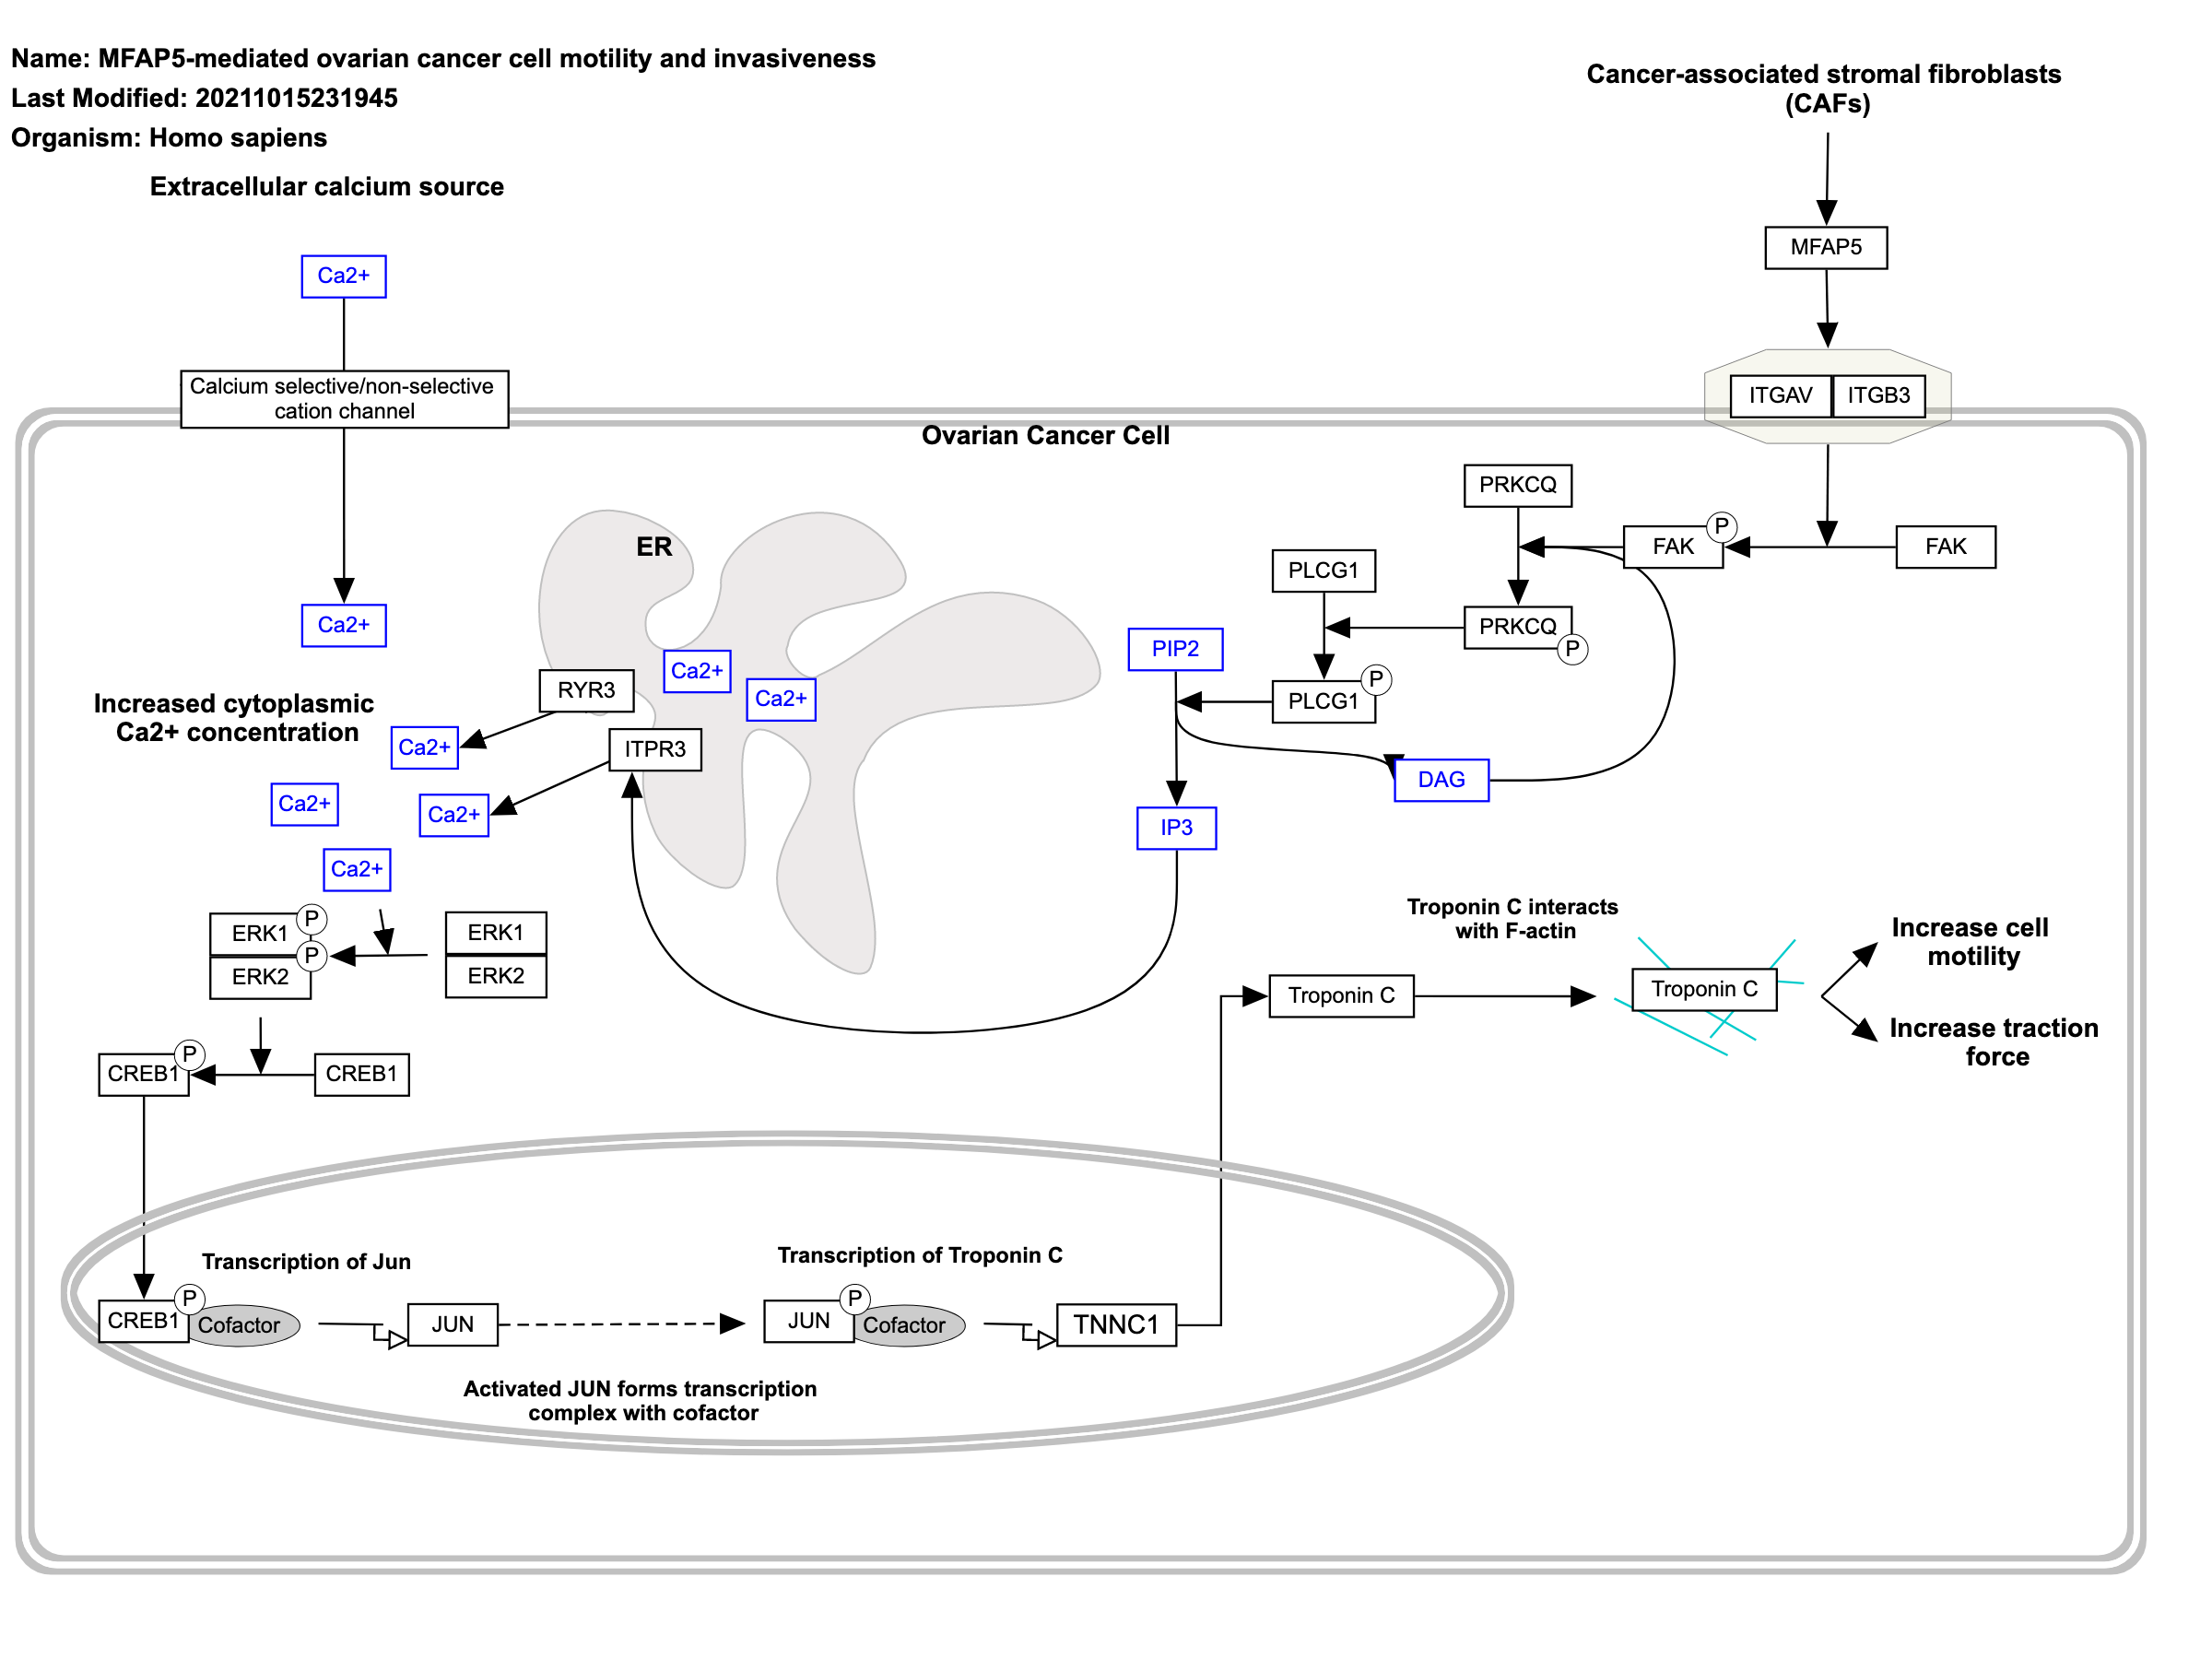 Name: MFAP5-mediated ovarian cancer cell motility and invasiveness
Last Modified: 20211015231945
Organism: Homo sapiens
Cancer-associated stromal fibroblasts
(CAFs)
Extracellular calcium source
MFAP5
Ca2+
Calcium selective/non-selective
cation channel
ITGAV
ITGB3
Ovarian Cancer Cell
PRKCQ
ER
P
FAK
FAK
PLCG1
Ca2+
PRKCQ
P
PIP2
Ca2+
RYR3
Ca2+
P
PLCG1
Increased cytoplasmic
Ca2+ concentration
Ca2+
ITPR3
DAG
Ca2+
Ca2+
IP3
Ca2+
P
ERK1
P
ERK2
ERK1
ERK2
Troponin C interacts
with F-actin
Increase cell
motility
Troponin C
Troponin C
Increase traction
force
P
CREB1
CREB1
Transcription of Jun
Transcription of Troponin C
P
CREB1
Cofactor
JUN
P
JUN
Cofactor
TNNC1
Activated JUN forms transcription
complex with cofactor